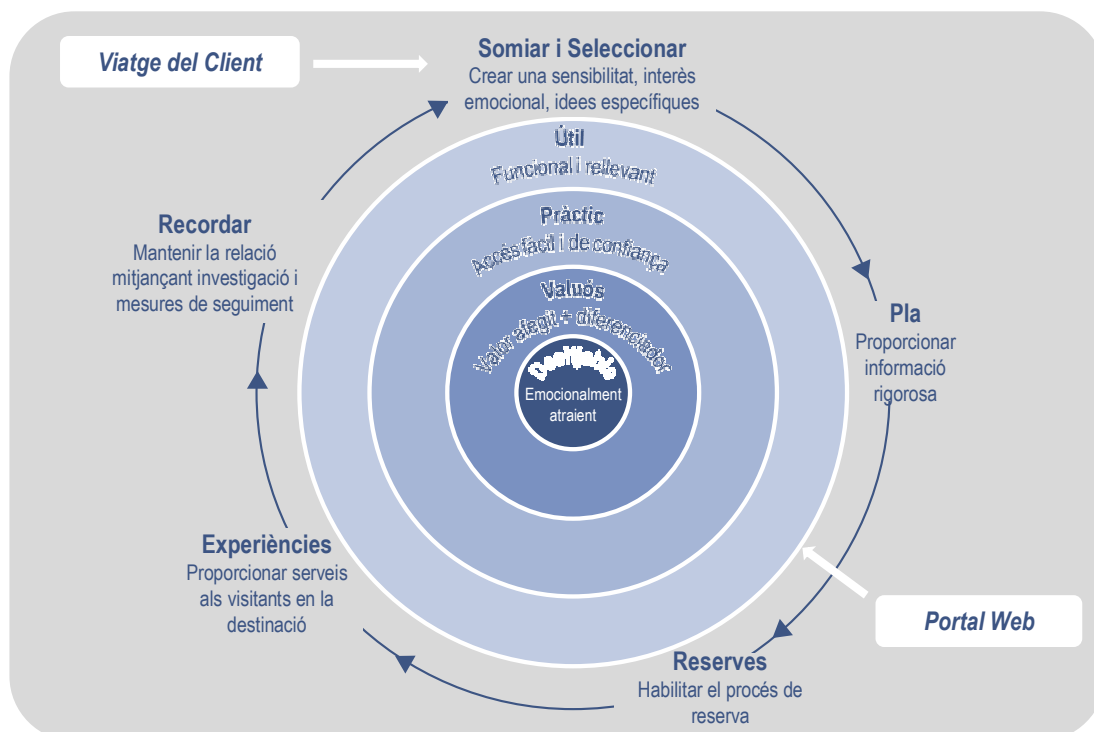 Viatge del Client
Somiar i Seleccionar
Crear una sensibilitat, interès
emocional, idees específiques
Útil
Funcional i rellevant
Pràctic
Accés fàcil i de confiança
Valuós
Valor afegit + diferenciador
Desitjable
Emocionalment
atraient
Recordar
Mantenir la relació
mitjançant investigació i
mesures de seguiment
Pla
Proporcionar
informació
rigorosa
Experiències
Proporcionar serveis
als visitants en la
destinació
Portal Web
Reserves
Habilitar el procés de
reserva